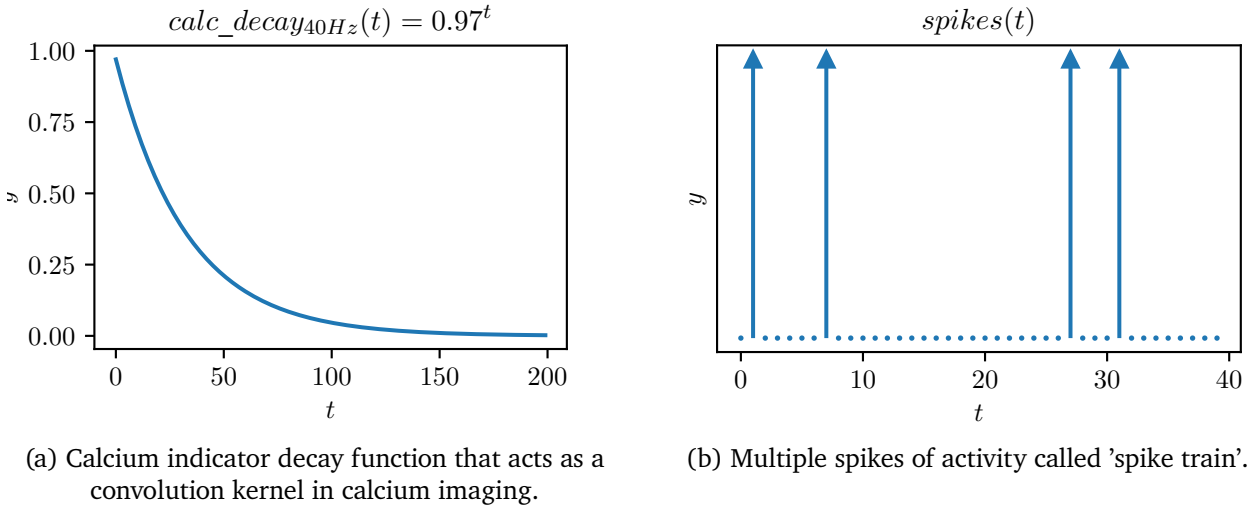 calc_decay₄₀Hz(t) = 0.97ᵗ
1.00
0.75
0.50
0.25
0.00
y
0 50 100 150 200
t
(a) Calcium indicator decay function that acts as a
convolution kernel in calcium imaging.
spikes(t)
y
0 10 20 30 40
t
(b) Multiple spikes of activity called ’spike train’.